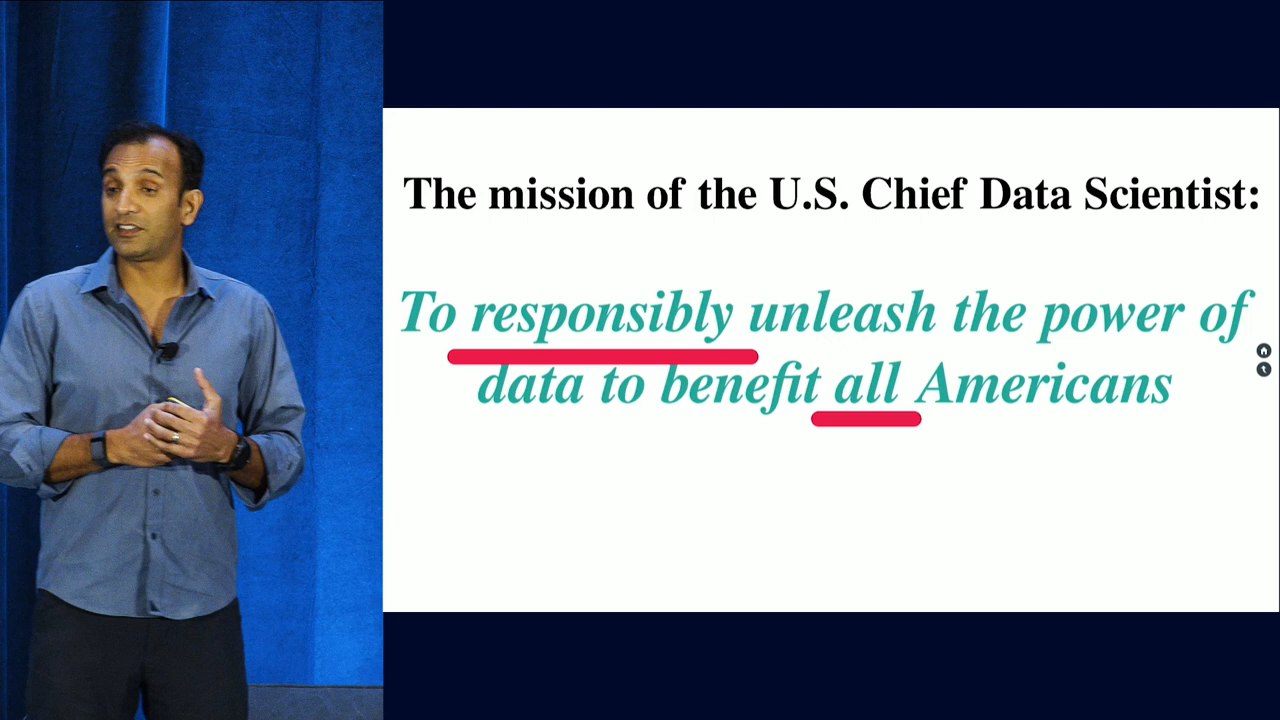 The mission of the U.S. Chief Data Scientist:
To responsibly unleash the power of
data to benefit all Americans